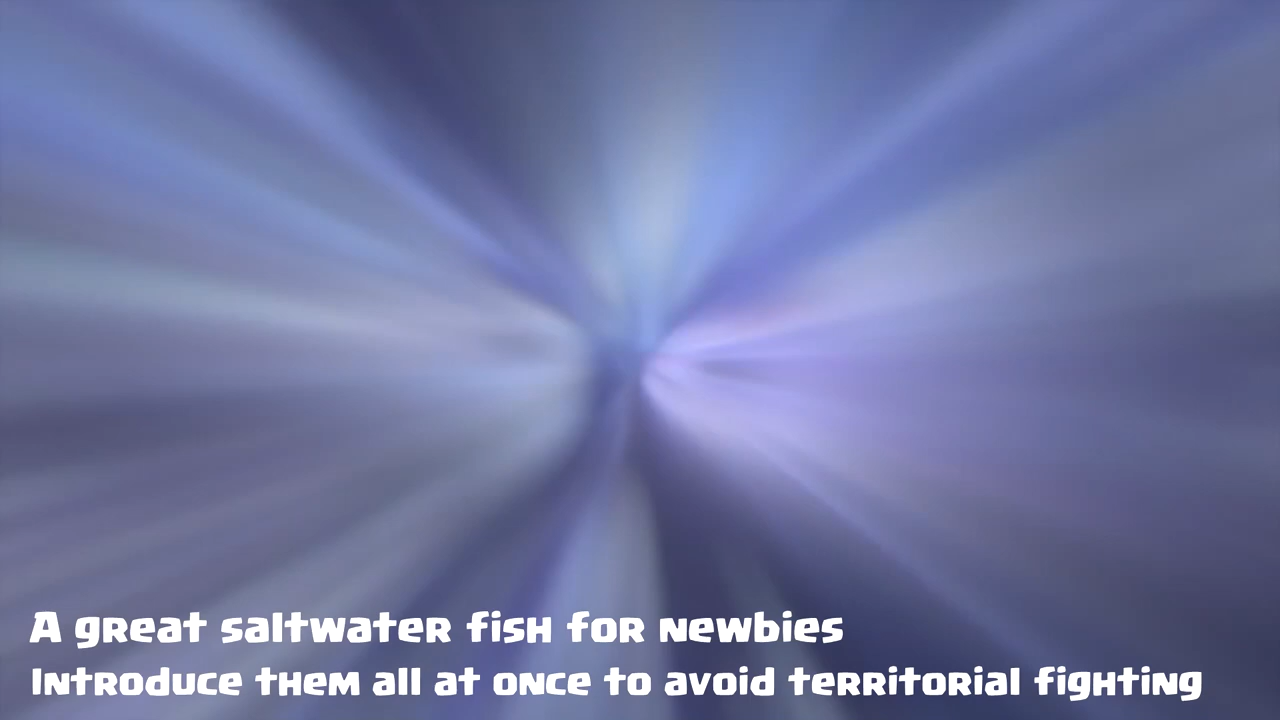 A great saltwater fish for newbies
Introduce them all at once to avoid territorial fighting